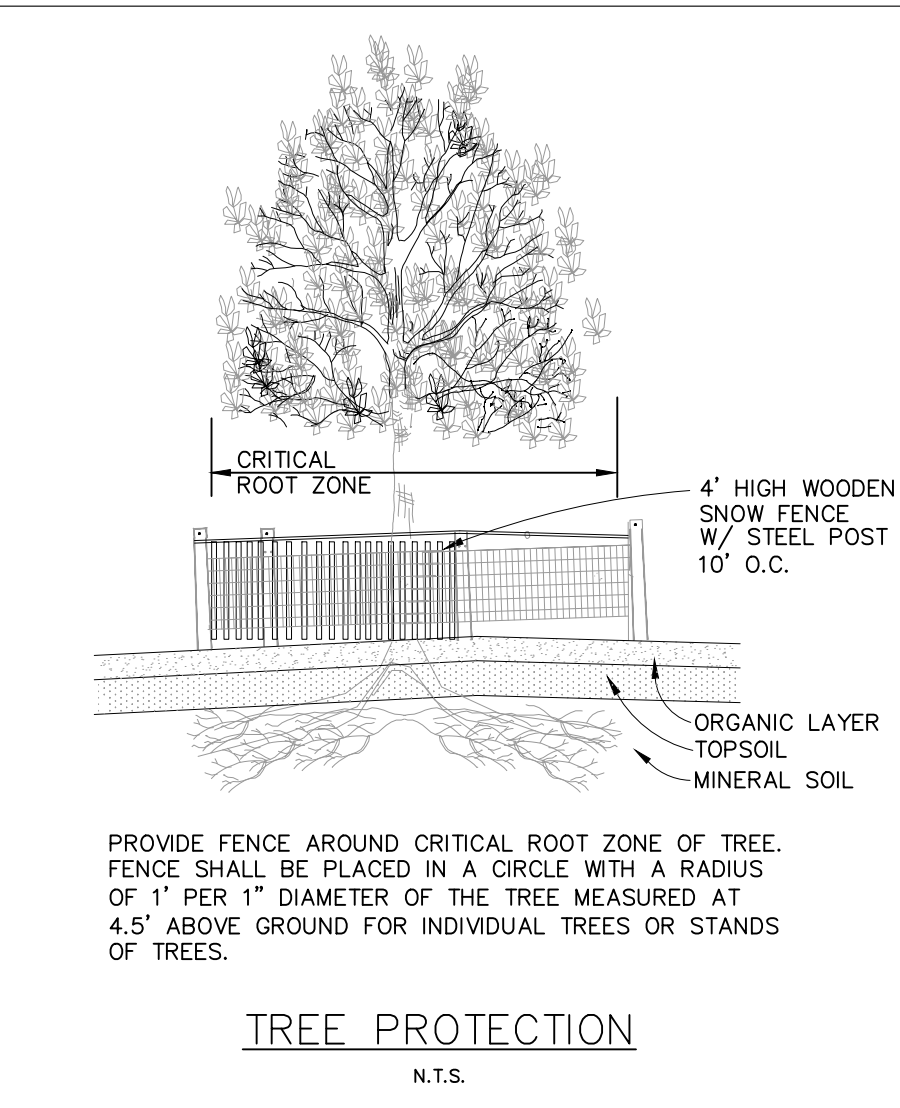 CRITICAL
ROOT ZONE
4' HIGH WOODEN
SNOW FENCE
W/ STEEL POST
10' O.C.
ORGANIC LAYER
TOPSOIL
MINERAL SOIL
PROVIDE FENCE AROUND CRITICAL ROOT ZONE OF TREE.
FENCE SHALL BE PLACED IN A CIRCLE WITH A RADIUS
OF 1' PER 1" DIAMETER OF THE TREE MEASURED AT
4.5' ABOVE GROUND FOR INDIVIDUAL TREES OR STANDS
OF TREES.
TREE PROTECTION
N.T.S.